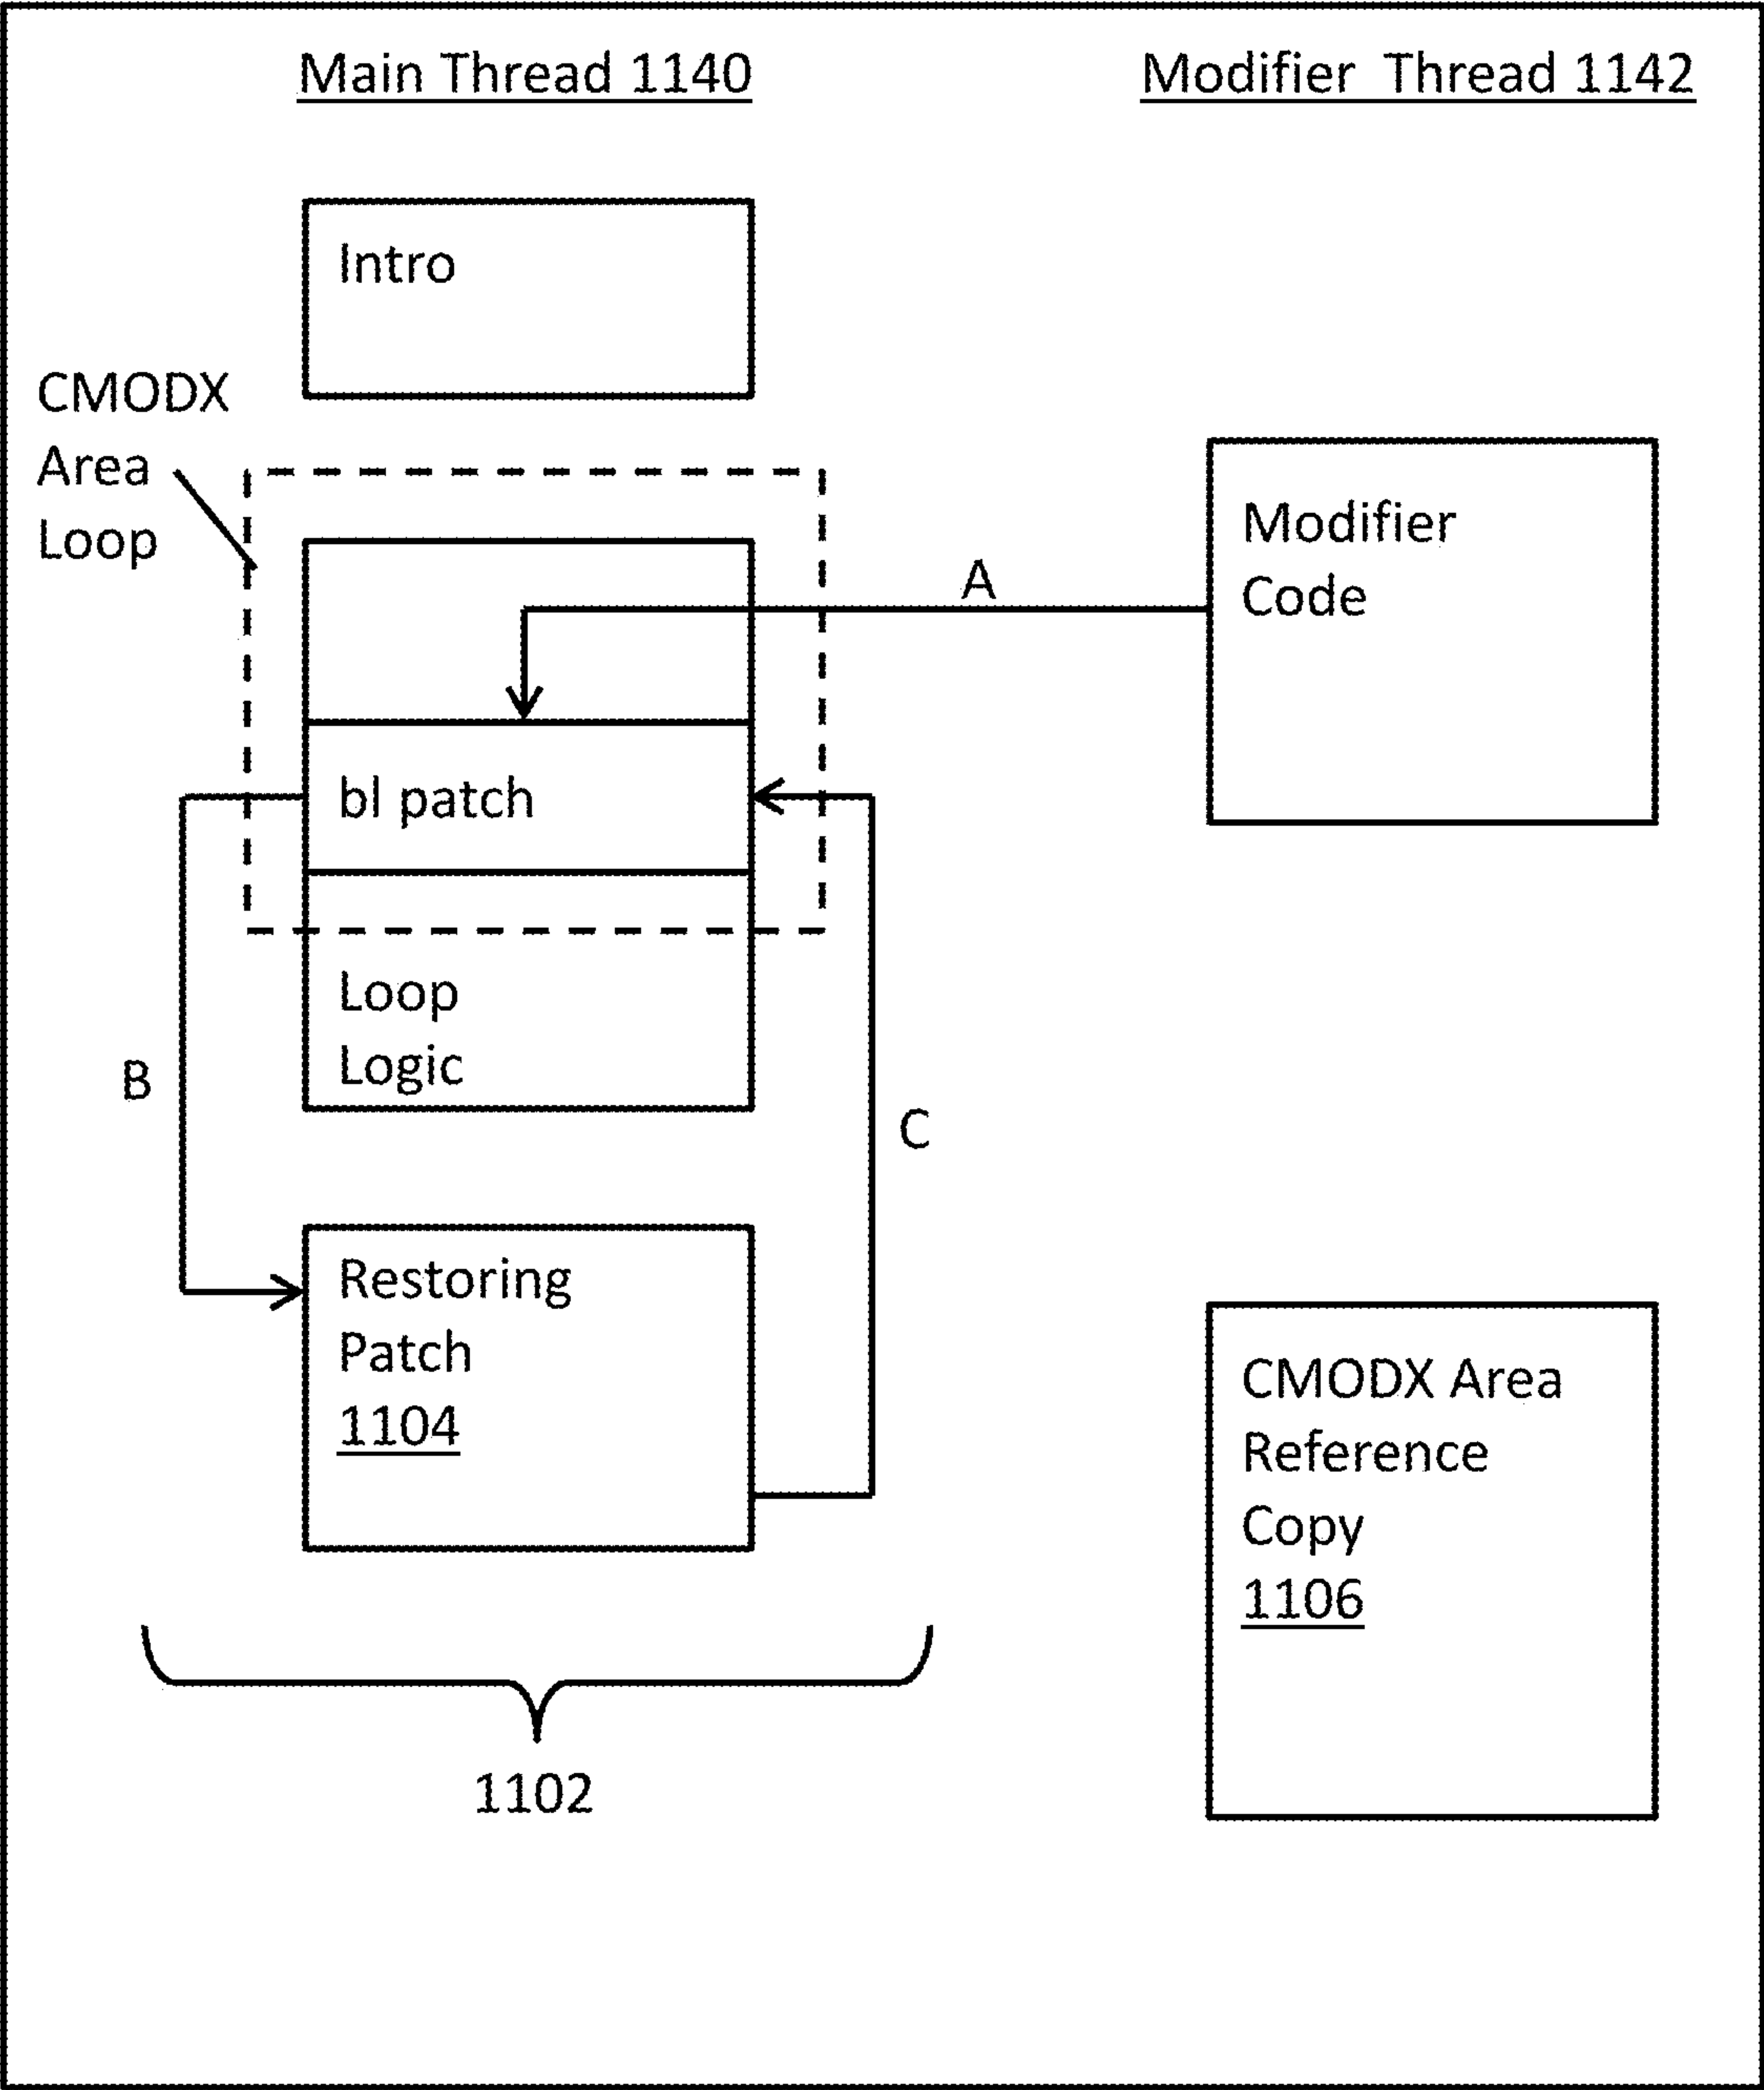 Main Thread 1140
Modifier Thread 1142
Intro
CMODX
Area
Loop
Modifier
Code
A
bl patch
Loop
Logic
B
C
Restoring
Patch
1104
CMODX Area
Reference
Copy
1106
1102